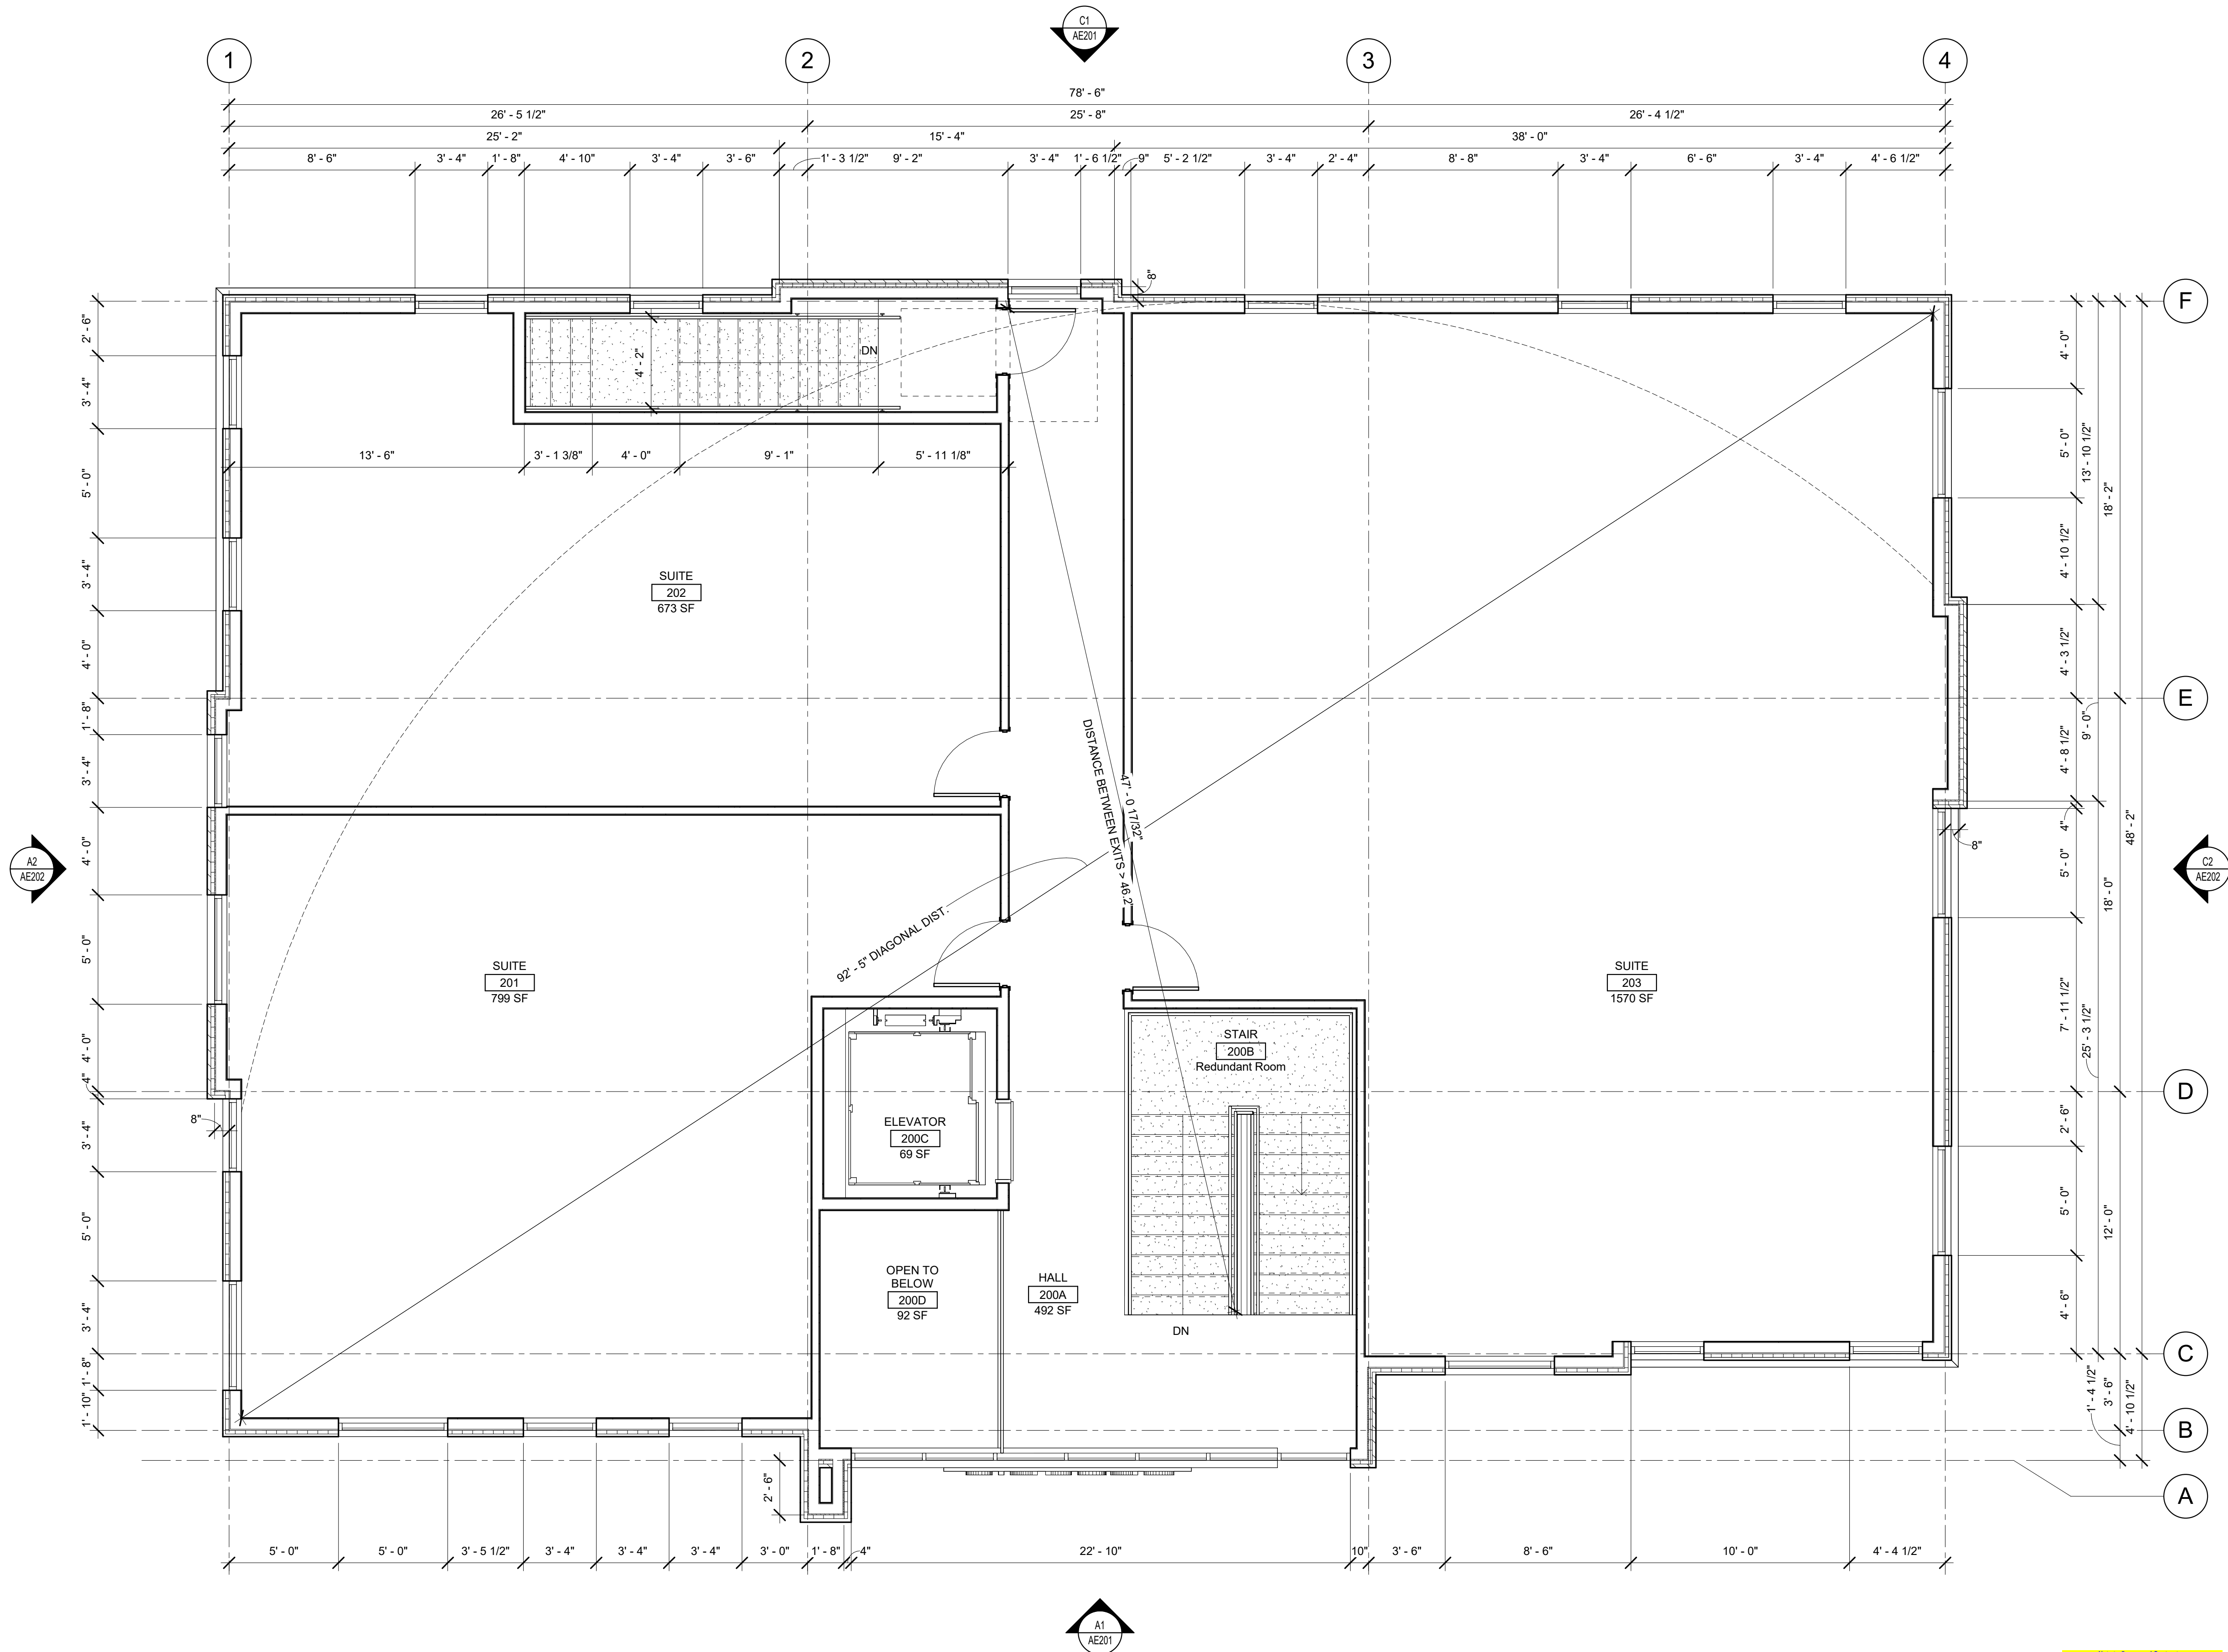 C1
AE201
1
2
3
4
78' - 6"
26' - 5 1/2"
25' - 8"
26' - 4 1/2"
25' - 2"
15' - 4"
38' - 0"
8' - 6"
3' - 4"
1' - 8"
4' - 10"
3' - 4"
3' - 6"
1' - 3 1/2"
9' - 2"
3' - 4"
1' - 6 1/2"
9"
5' - 2 1/2"
3' - 4"
2' - 4"
8' - 8"
3' - 4"
6' - 6"
3' - 4"
4' - 6 1/2"
8"
F
E
D
C
B
A
2' - 6"
3' - 4"
5' - 0"
3' - 4"
4' - 0"
1' - 8"
3' - 4"
4' - 0"
5' - 0"
4' - 0"
4"
3' - 4"
5' - 0"
3' - 4"
1' - 8"
1' - 10"
8"
A2
AE202
DN
4' - 2"
13' - 6"
3' - 1 3/8"
4' - 0"
9' - 1"
5' - 11 1/8"
SUITE
202
673 SF
DISTANCE BETWEEN EXITS > 46.2'
47' - 0 17/32"
92' - 5" DIAGONAL DIST.
SUITE
201
799 SF
SUITE
203
1570 SF
STAIR
200B
Redundant Room
ELEVATOR
200C
69 SF
OPEN TO
BELOW
200D
92 SF
HALL
200A
492 SF
DN
4' - 0"
5' - 0"
4' - 10 1/2"
4' - 3 1/2"
4' - 8 1/2"
4"
5' - 0"
7' - 11 1/2"
2' - 6"
5' - 0"
4' - 6"
13' - 10 1/2"
9' - 0"
25' - 3 1/2"
1' - 4 1/2"
18' - 2"
18' - 0"
12' - 0"
3' - 6"
48' - 2"
4' - 10 1/2"
8"
C2
AE202
2' - 6"
5' - 0"
5' - 0"
3' - 5 1/2"
3' - 4"
3' - 4"
3' - 4"
3' - 0"
1' - 8"
4"
22' - 10"
10"
3' - 6"
8' - 6"
10' - 0"
4' - 4 1/2"
A1
AE201